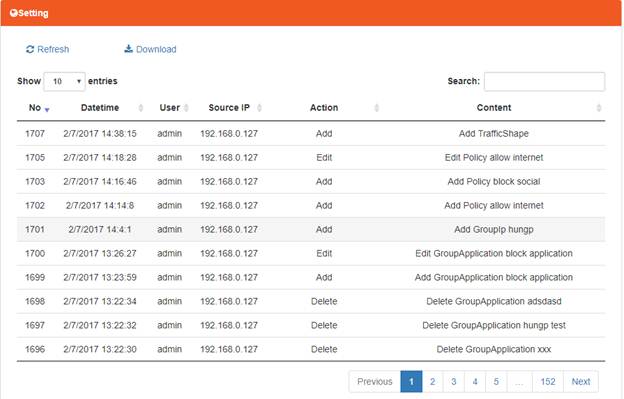 Setting
Refresh Download
Show 10 entries Search:
No Datetime User Source IP Action Content
1707 2/7/2017 14:38:15 admin 192.168.0.127 Add Add TrafficShape
1705 2/7/2017 14:18:28 admin 192.168.0.127 Edit Edit Policy allow internet
1703 2/7/2017 14:16:46 admin 192.168.0.127 Add Add Policy block social
1702 2/7/2017 14:14:8 admin 192.168.0.127 Add Add Policy allow internet
1701 2/7/2017 14:4:1 admin 192.168.0.127 Add Add GroupIp hungp
1700 2/7/2017 13:26:27 admin 192.168.0.127 Edit Edit GroupApplication block application
1699 2/7/2017 13:23:59 admin 192.168.0.127 Add Add GroupApplication block application
1698 2/7/2017 13:22:34 admin 192.168.0.127 Delete Delete GroupApplication adsdasd
1697 2/7/2017 13:22:32 admin 192.168.0.127 Delete Delete GroupApplication hungp test
1696 2/7/2017 13:22:30 admin 192.168.0.127 Delete Delete GroupApplication xxx
Previous 1 2 3 4 5 ... 152 Next